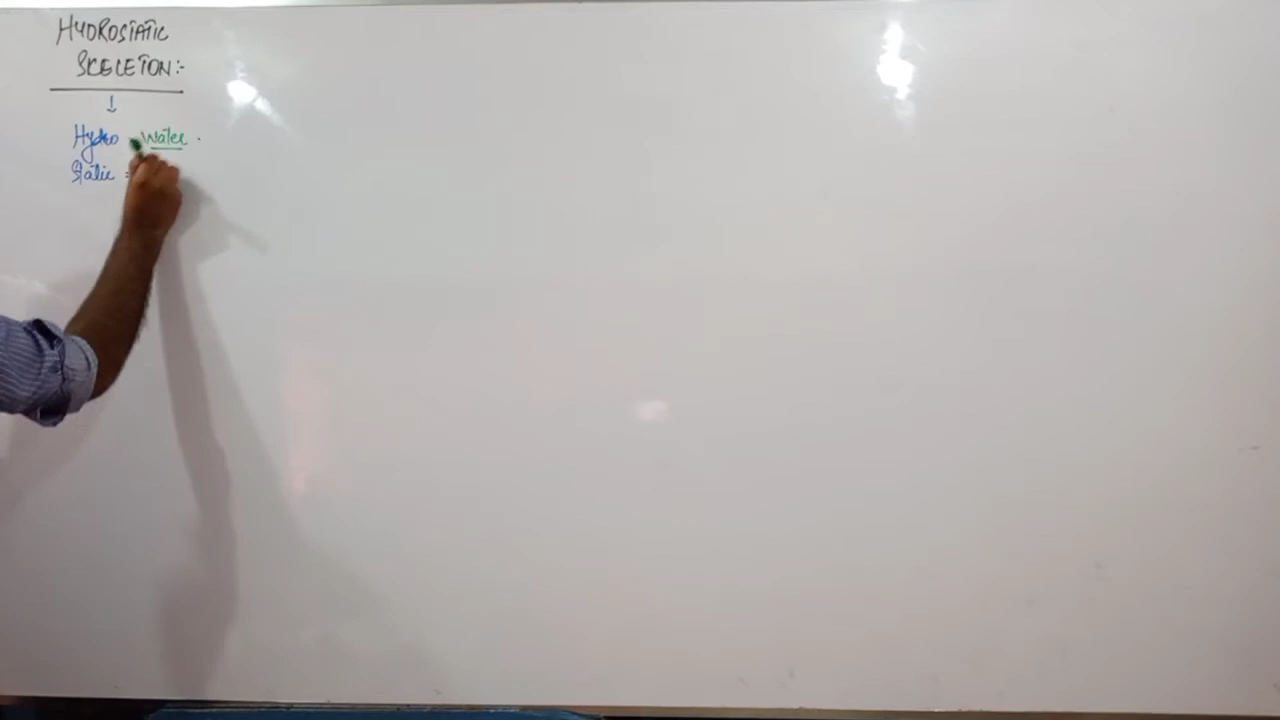 HYDROSTATIC
SKELETON:-
↓
Hydro - Water .
Static =